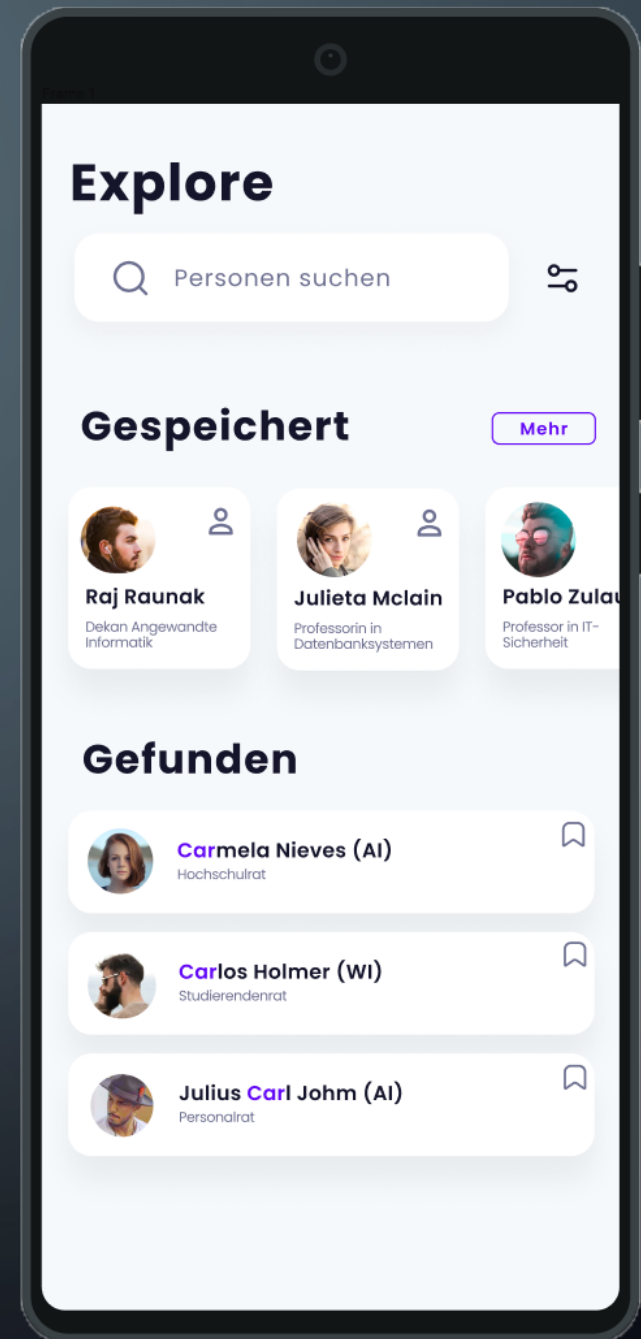 Explore
Personen suchen
Gespeichert
Mehr
Raj Raunak
Dekan Angewandte
Informatik
Julieta Mclain
Professorin in
Datenbanksystemen
Pablo Zulau
Professor in IT-
Sicherheit
Gefunden
Carmela Nieves (AI)
Hochschulrat
Carlos Holmer (WI)
Studierendenrat
Julius Carl Johm (AI)
Personalrat